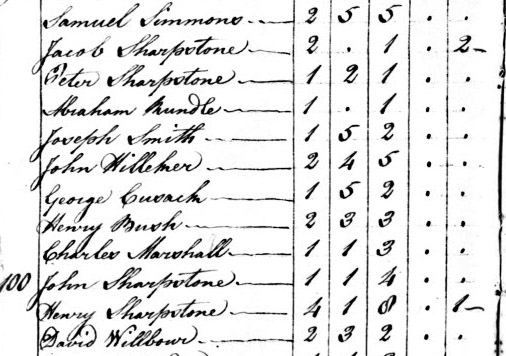 Samuel Simmons 2 5 5 . .
Jacob Sharpstone 2 . 1 . 2
Peter Sharpstone 1 2 1 . .
Abraham Rundle 1 . 1 . .
Joseph Smith 1 5 2 . .
John Hilleker 2 4 5 . .
George Cusack 1 5 2 . .
Henry Bush 2 3 3 . .
Charles Marshall 1 1 3 . .
100 John Sharpstone 1 1 4 . .
Henry Sharpstone 4 1 8 . 1
David Willbour 2 3 2 . .